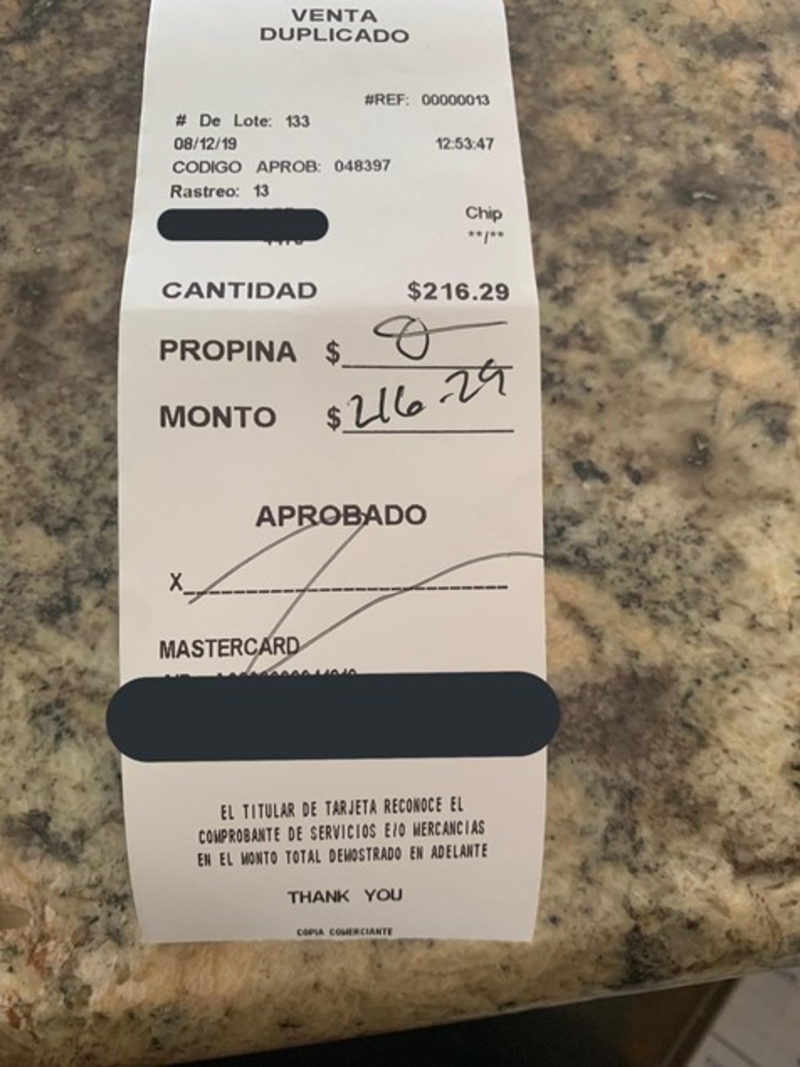 VENTA
DUPLICADO
#REF: 00000013
# De Lote: 133
08/12/19 12:53:47
CODIGO APROB: 048397
Rastreo: 13
Chip
**/**
CANTIDAD $216.29
PROPINA $
MONTO $ 216.29
APROBADO
X
MASTERCARD
EL TITULAR DE TARJETA RECONOCE EL
COMPROBANTE DE SERVICIOS E/O MERCANCIAS
EN EL MONTO TOTAL DEMOSTRADO EN ADELANTE
THANK YOU
COPIA COMERCIANTE